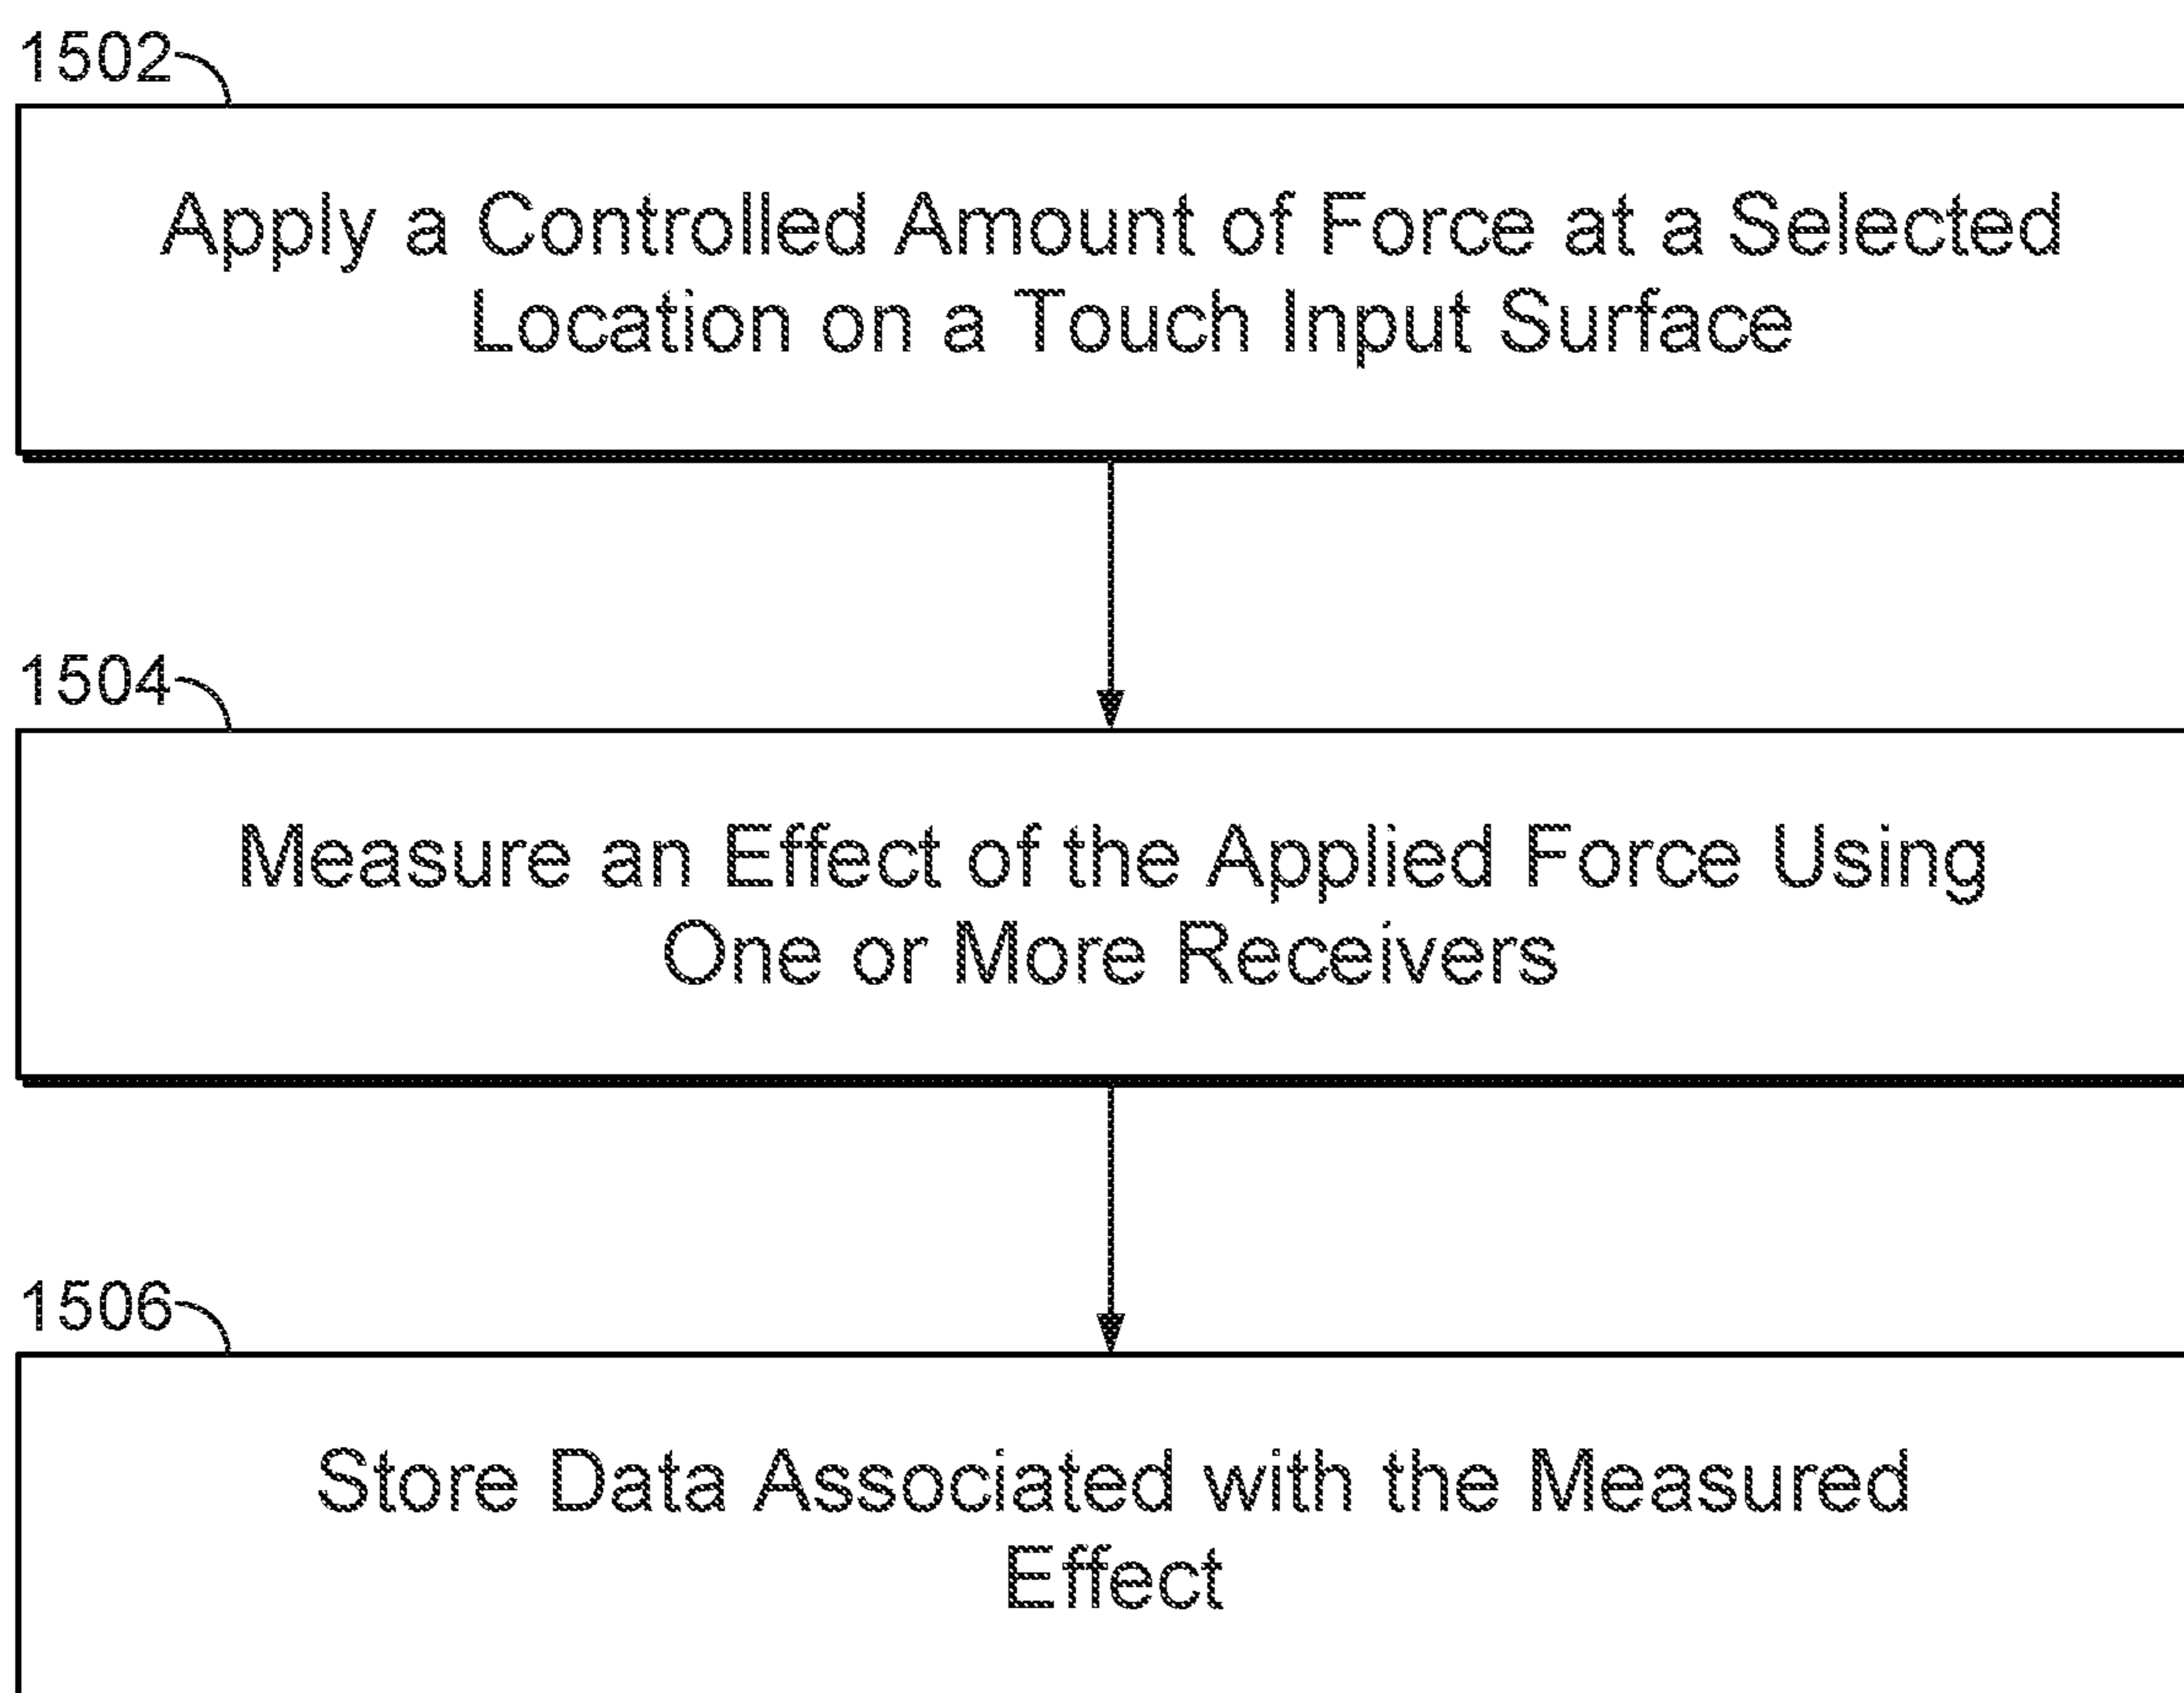 1502
Apply a Controlled Amount of Force at a Selected
Location on a Touch Input Surface
1504
Measure an Effect of the Applied Force Using
One or More Receivers
1506
Store Data Associated with the Measured
Effect